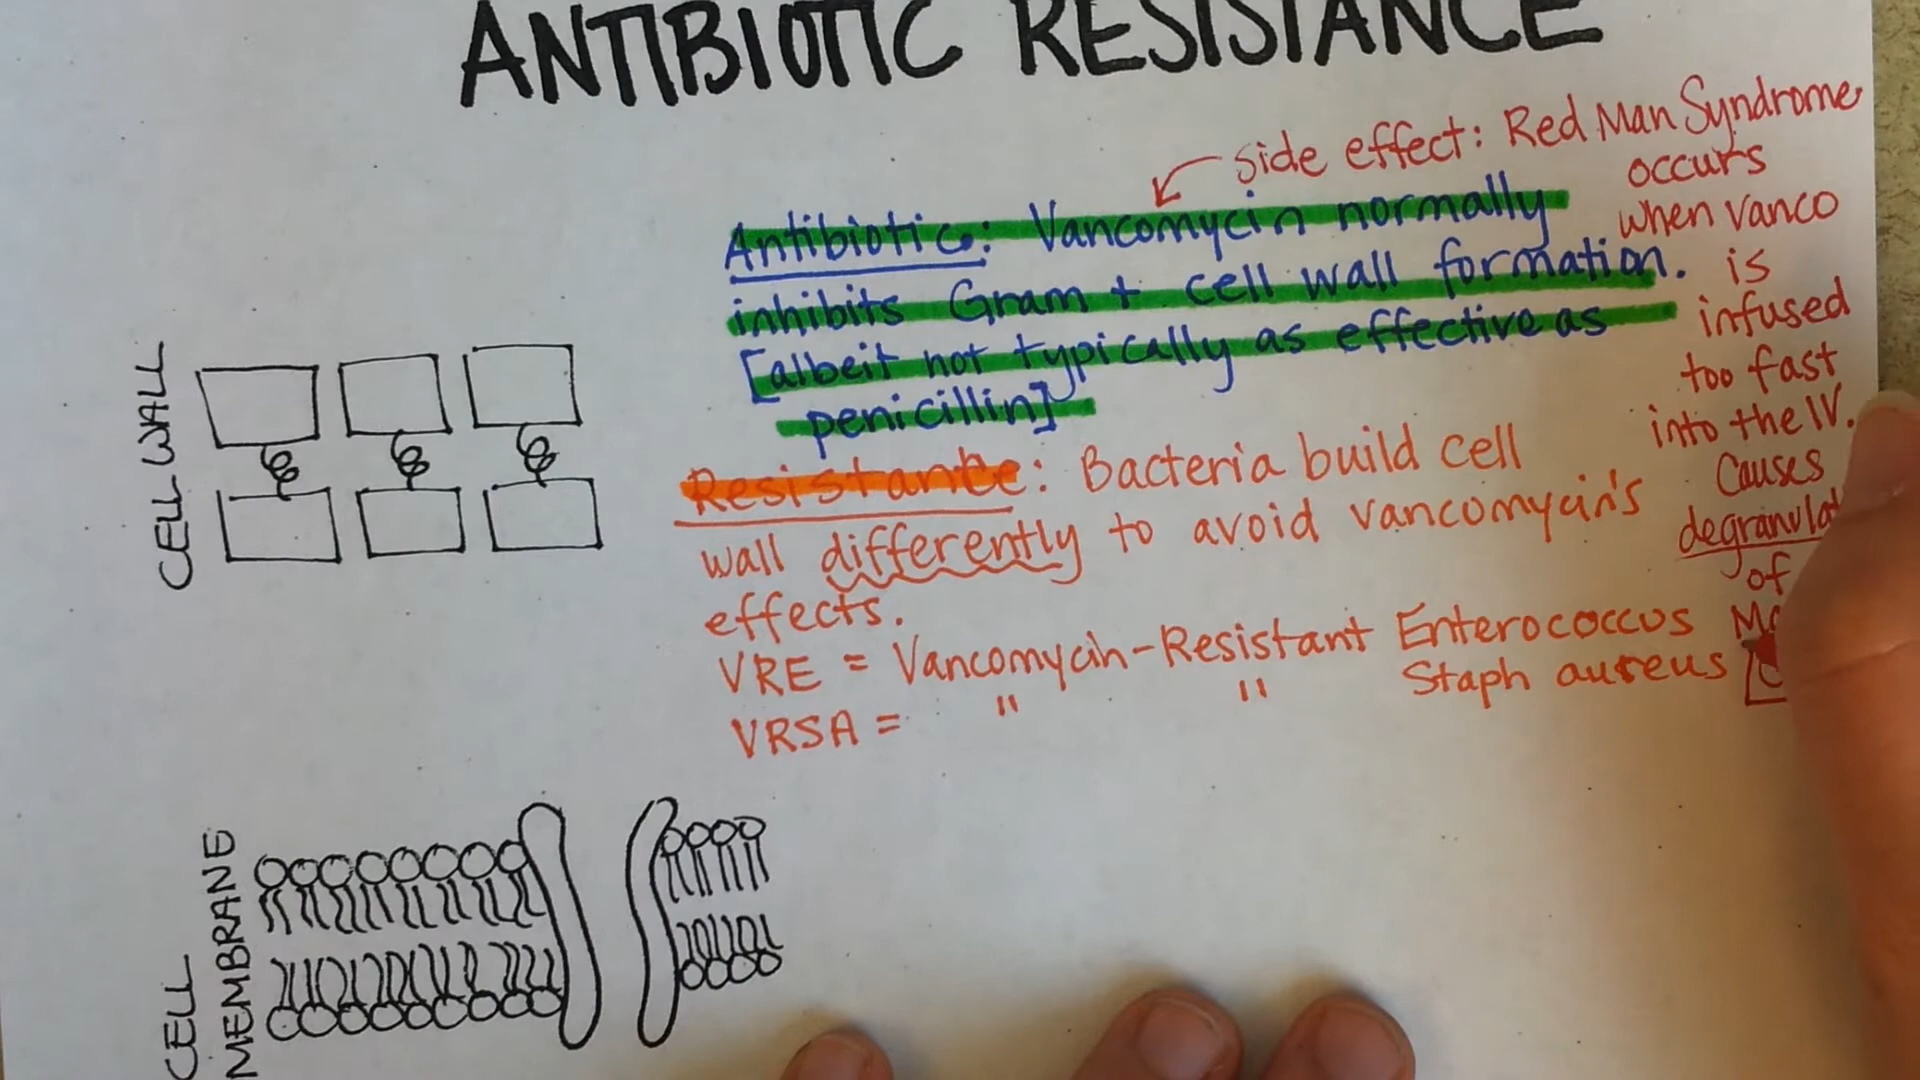 ANTIBIOTIC RESISTANCE
side effect: Red Man Syndrome
occurs
when vanco
is
infused
too fast
into the IV.
Causes
of
Antibiotic: Vancomycin normally
inhibits Gram + cell wall formation.
[albeit not typically as effective as
penicillin]
Resistance: Bacteria build cell
wall differently to avoid vancomycin's
effects.
VRE = Vancomycin-Resistant Enterococcus
VRSA = " " Staph aureus
CELL WALL
CELL
MEMBRANE